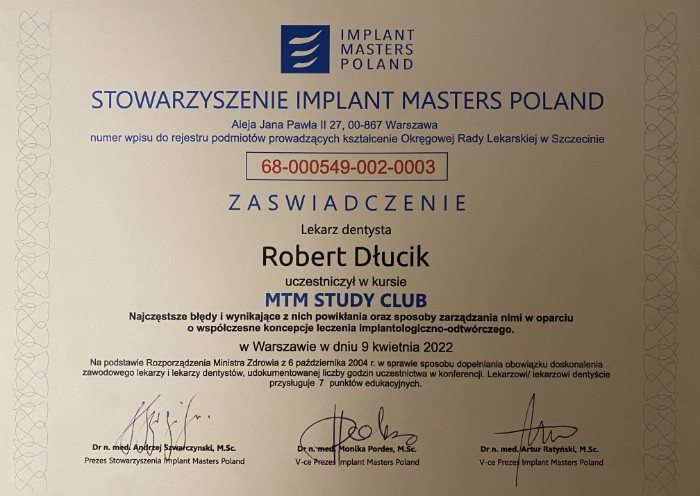 IMPLANT
MASTERS
POLAND
STOWARZYSZENIE IMPLANT MASTERS POLAND
Aleja Jana Pawła II 27, 00-867 Warszawa
numer wpisu do rejestru podmiotów prowadzących kształcenie Okręgowej Rady Lekarskiej w Szczecinie
68-000549-002-0003
ZAŚWIADCZENIE
Lekarz dentysta
Robert Dłucik
uczestniczył w kursie
MTM STUDY CLUB
Najczęstsze błędy i wynikające z nich powikłania oraz sposoby zarządzania nimi w oparciu
o współczesne koncepcje leczenia implantologiczno-odtwórczego.
w Warszawie w dniu 9 kwietnia 2022
Na podstawie Rozporządzenia Ministra Zdrowia z 6 października 2004 r. w sprawie sposobu dopełniania obowiązku doskonalenia
zawodowego lekarzy i lekarzy dentystów, udokumentowanej liczby godzin uczestnictwa w konferencji. Lekarzowi/ lekarzowi dentyście
przysługuje 7 punktów edukacyjnych.
Dr n. med. Andrzej Szwarczynski, M.Sc. Dr n. med. Monika Pordes, M.Sc. Dr n. med. Artur Ratyński, M.Sc.
Prezes Stowarzyszenia Implant Masters Poland V-ce Prezes Implant Masters Poland V-ce Prezes Implant Masters Poland